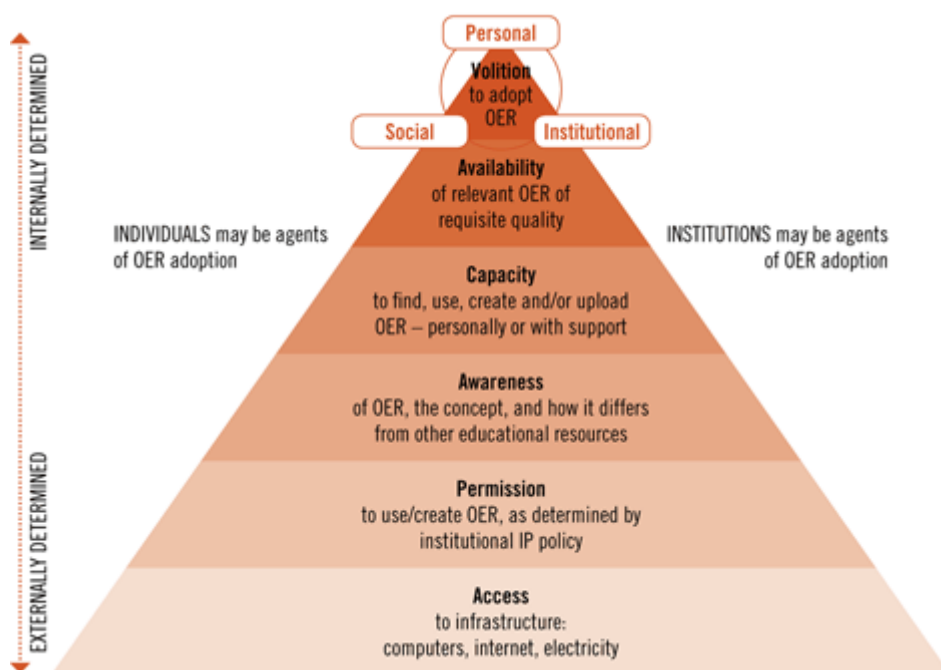 Personal
Volition
to adopt
OER
Social
Institutional
Availability
of relevant OER of
requisite quality
INTERNALLY DETERMINED
INDIVIDUALS may be agents
of OER adoption
INSTITUTIONS may be agents
of OER adoption
Capacity
to find, use, create and/or upload
OER – personally or with support
Awareness
of OER, the concept, and how it differs
from other educational resources
EXTERNALLY DETERMINED
Permission
to use/create OER, as determined by
institutional IP policy
Access
to infrastructure:
computers, internet, electricity